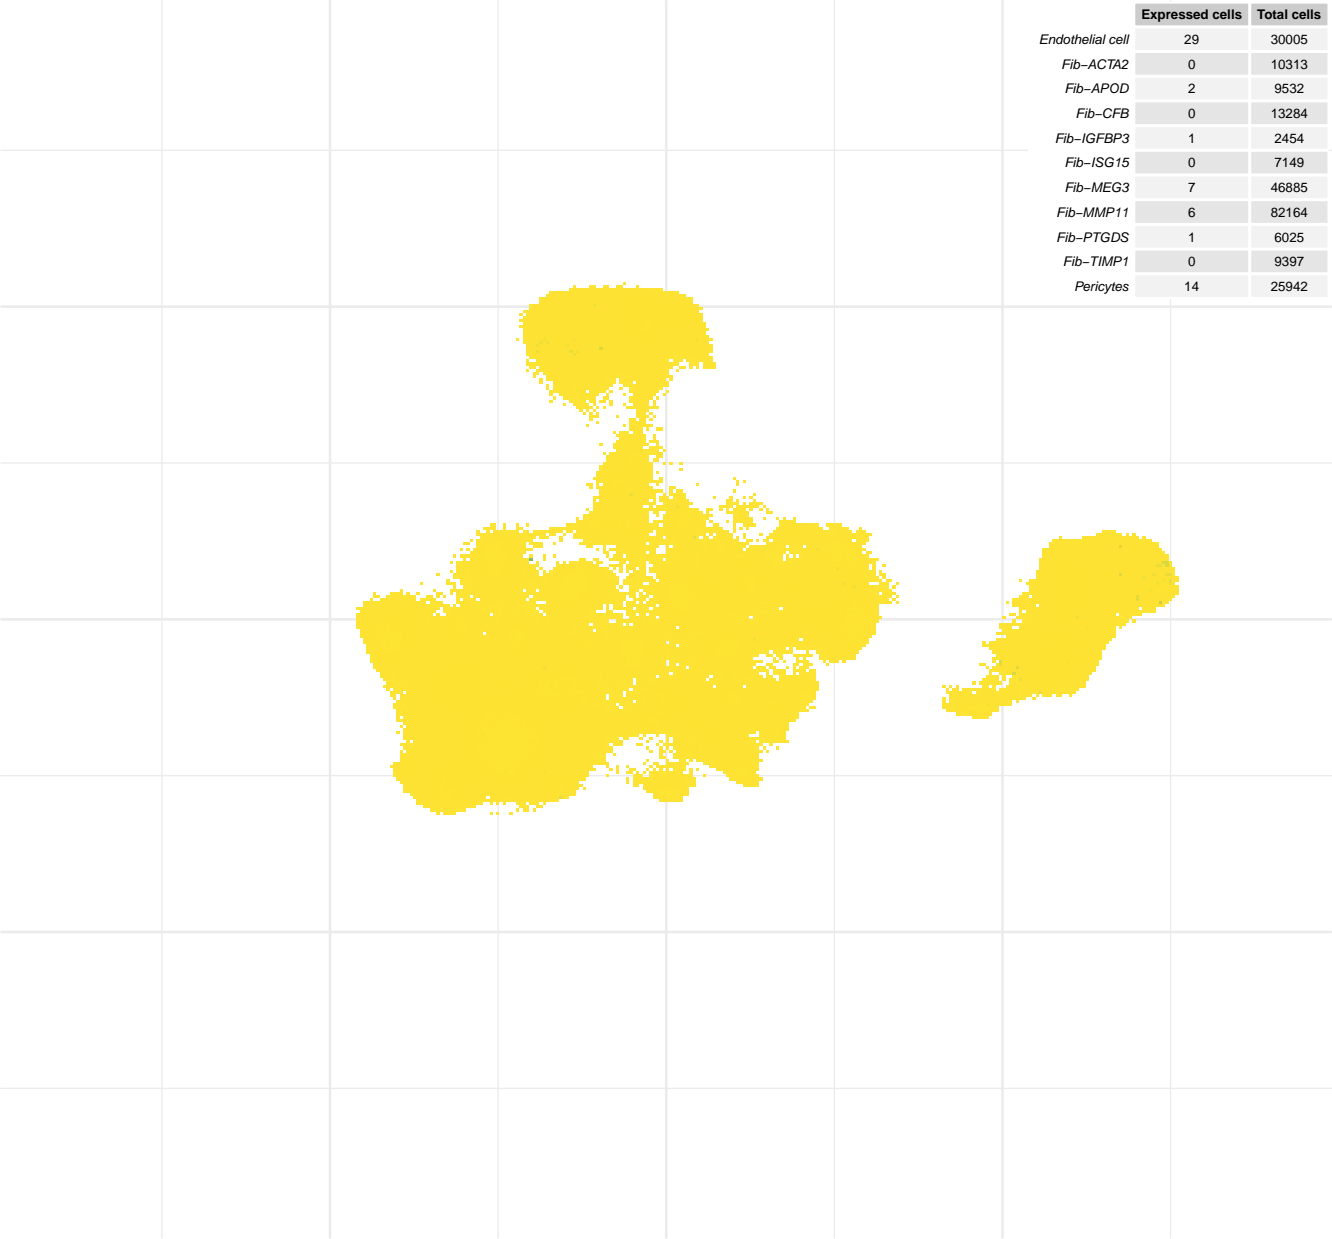 Expressed cells Total cells
Endothelial cell 29 30005
Fib−ACTA2 0 10313
Fib−APOD 2 9532
Fib−CFB 0 13284
Fib−IGFBP3 1 2454
Fib−ISG15 0 7149
Fib−MEG3 7 46885
Fib−MMP11 6 82164
Fib−PTGDS 1 6025
Fib−TIMP1 0 9397
Pericytes 14 25942